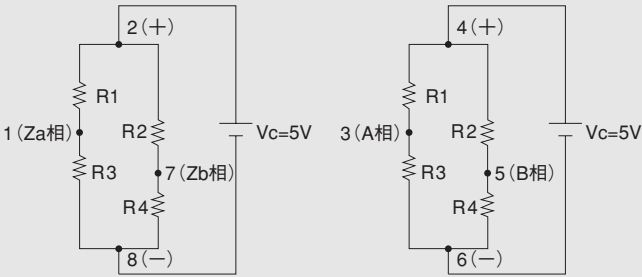 2(+)
R1
1(Za相)
R2
Vc=5V
R3
7(Zb相)
R4
8(−)
4(+)
R1
3(A相)
R2
Vc=5V
R3
5(B相)
R4
6(−)